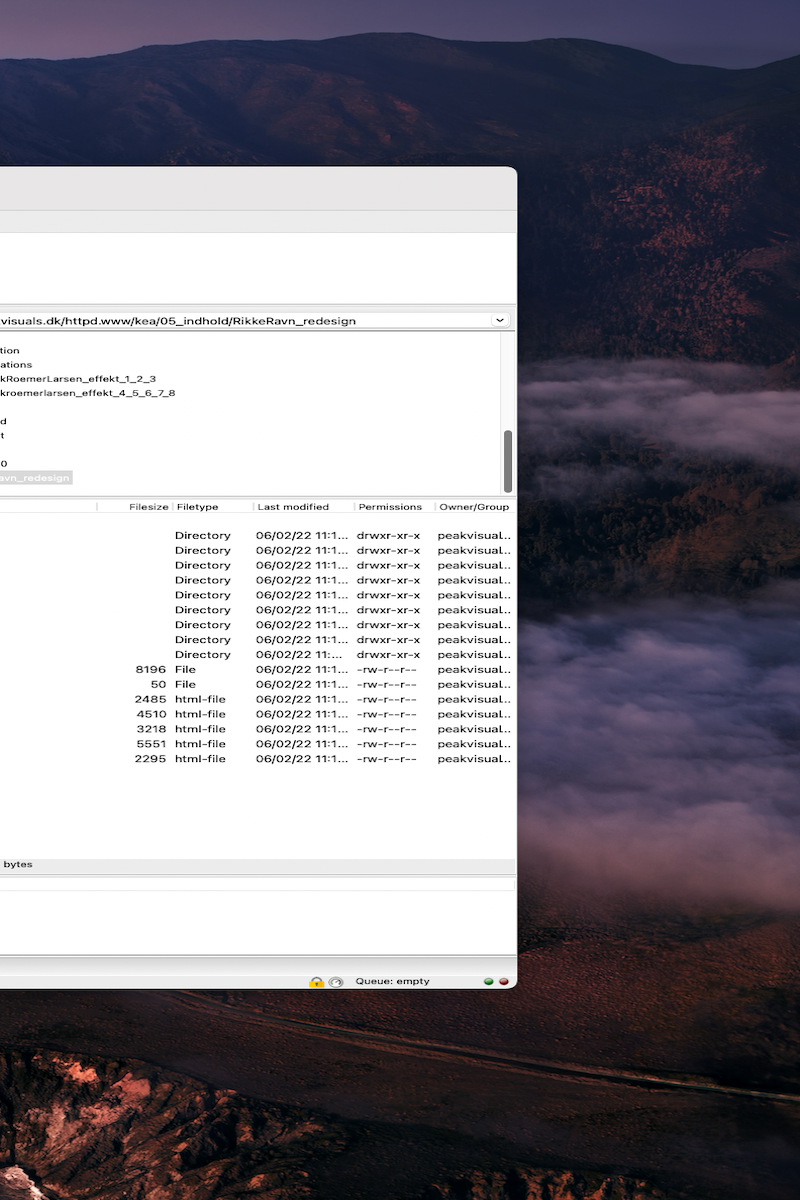 visuals.dk/httpd.www/kea/05_indhold/RikkeRavn_redesign
tion
ations
kRoemerLarsen_effekt_1_2_3
kroemerlarsen_effekt_4_5_6_7_8
d
t
0
avn_redesign
Filesize Filetype Last modified Permissions Owner/Group
Directory 06/02/22 11:1... drwxr-xr-x peakvisual...
Directory 06/02/22 11:1... drwxr-xr-x peakvisual...
Directory 06/02/22 11:1... drwxr-xr-x peakvisual...
Directory 06/02/22 11:1... drwxr-xr-x peakvisual...
Directory 06/02/22 11:1... drwxr-xr-x peakvisual...
Directory 06/02/22 11:1... drwxr-xr-x peakvisual...
Directory 06/02/22 11:1... drwxr-xr-x peakvisual...
Directory 06/02/22 11:1... drwxr-xr-x peakvisual...
Directory 06/02/22 11:... drwxr-xr-x peakvisual...
8196 File 06/02/22 11:1... -rw-r--r-- peakvisual...
50 File 06/02/22 11:1... -rw-r--r-- peakvisual...
2485 html-file 06/02/22 11:1... -rw-r--r-- peakvisual...
4510 html-file 06/02/22 11:1... -rw-r--r-- peakvisual...
3218 html-file 06/02/22 11:1... -rw-r--r-- peakvisual...
5551 html-file 06/02/22 11:1... -rw-r--r-- peakvisual...
2295 html-file 06/02/22 11:1... -rw-r--r-- peakvisual...
bytes
Queue: empty